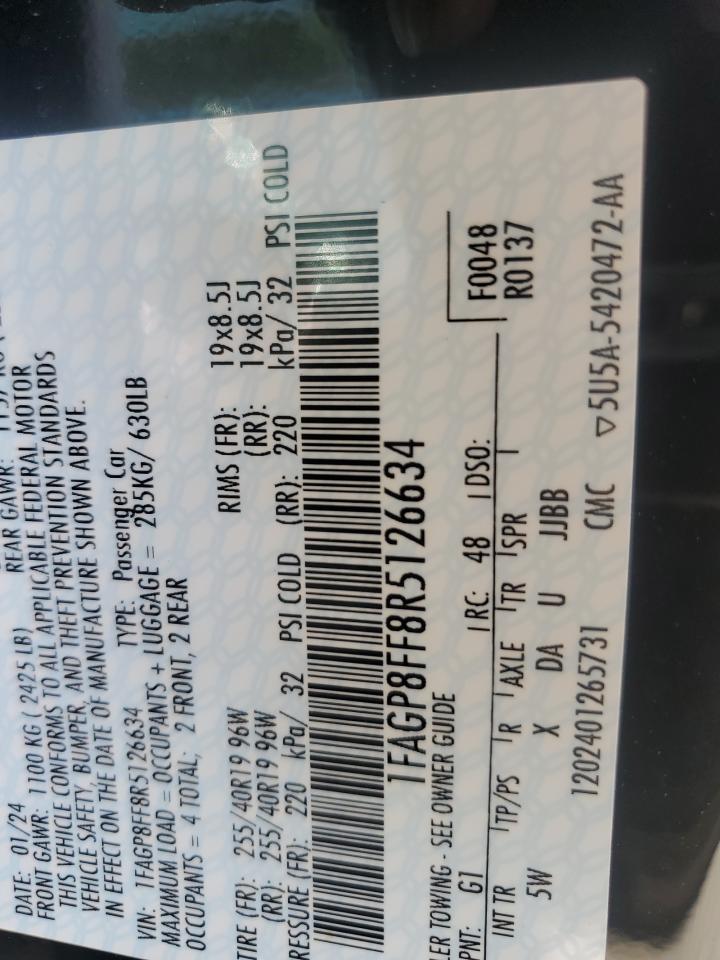 DATE: 01/24
FRONT GAWR: 1100 KG ( 2425 LB) REAR GAWR:
THIS VEHICLE CONFORMS TO ALL APPLICABLE FEDERAL MOTOR
VEHICLE SAFETY, BUMPER, AND THEFT PREVENTION STANDARDS
IN EFFECT ON THE DATE OF MANUFACTURE SHOWN ABOVE.
VIN: 1FAGP8FF8R5126634 TYPE: Passenger Car
MAXIMUM LOAD = OCCUPANTS + LUGGAGE = 285KG/ 630LB
OCCUPANTS = 4 TOTAL; 2 FRONT, 2 REAR
TIRE (FR): 255/40R19 96W RIMS (FR): 19x8.5J
(RR): 255/40R19 96W (RR): 19x8.5J
RESSURE (FR): 220 kPa/ 32 PSI COLD (RR): 220 kPa/ 32 PSI COLD
1FAGP8FF8R5126634
LER TOWING - SEE OWNER GUIDE
PNT: G1 RC: 48 DSO: F0048
R0137
INT TR TP/PS R AXLE TR SPR
5W X DA U JJBB
1202401265731 CMC ▽5U5A-5420472-AA